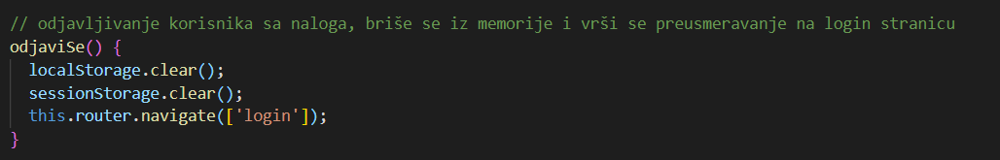 // odjavljivanje korisnika sa naloga, briše se iz memorije i vrši se preusmeravanje na login stranicu
odjaviSe() {
  localStorage.clear();
  sessionStorage.clear();
  this.router.navigate(['login']);
}